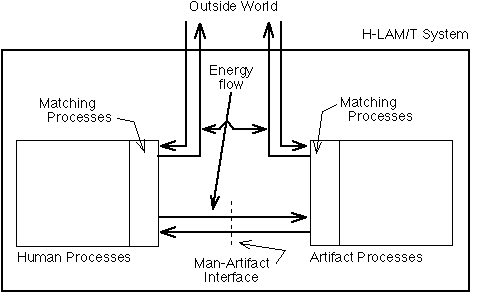 Outside World
H-LAM/T System
Energy
flow
Matching
Processes
Matching
Processes
Human Processes
Man-Artifact
Interface
Artifact Processes